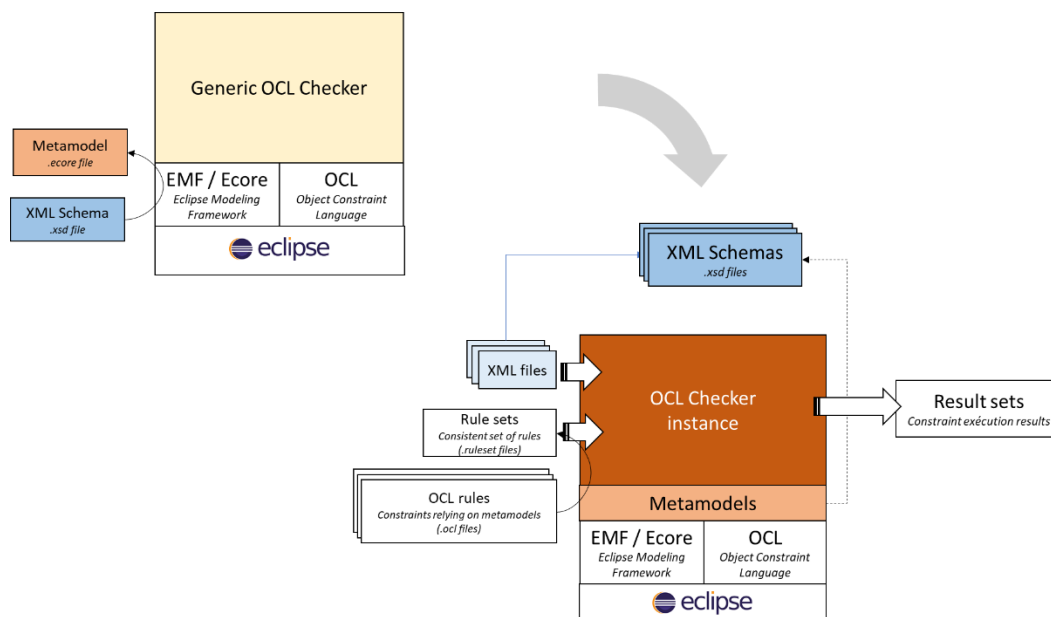 Generic OCL Checker
Metamodel
.ecore file
XML Schema
.xsd file
EMF / Ecore
Eclipse Modeling
Framework
OCL
Object Constraint
Language
eclipse
XML Schemas
.xsd files
XML files
Rule sets
Consistent set of rules
(.ruleset files)
OCL rules
Constraints relying on metamodels
(.ocl files)
OCL Checker
instance
Result sets
Constraint exécution results
Metamodels
EMF / Ecore
Eclipse Modeling
Framework
OCL
Object Constraint
Language
eclipse